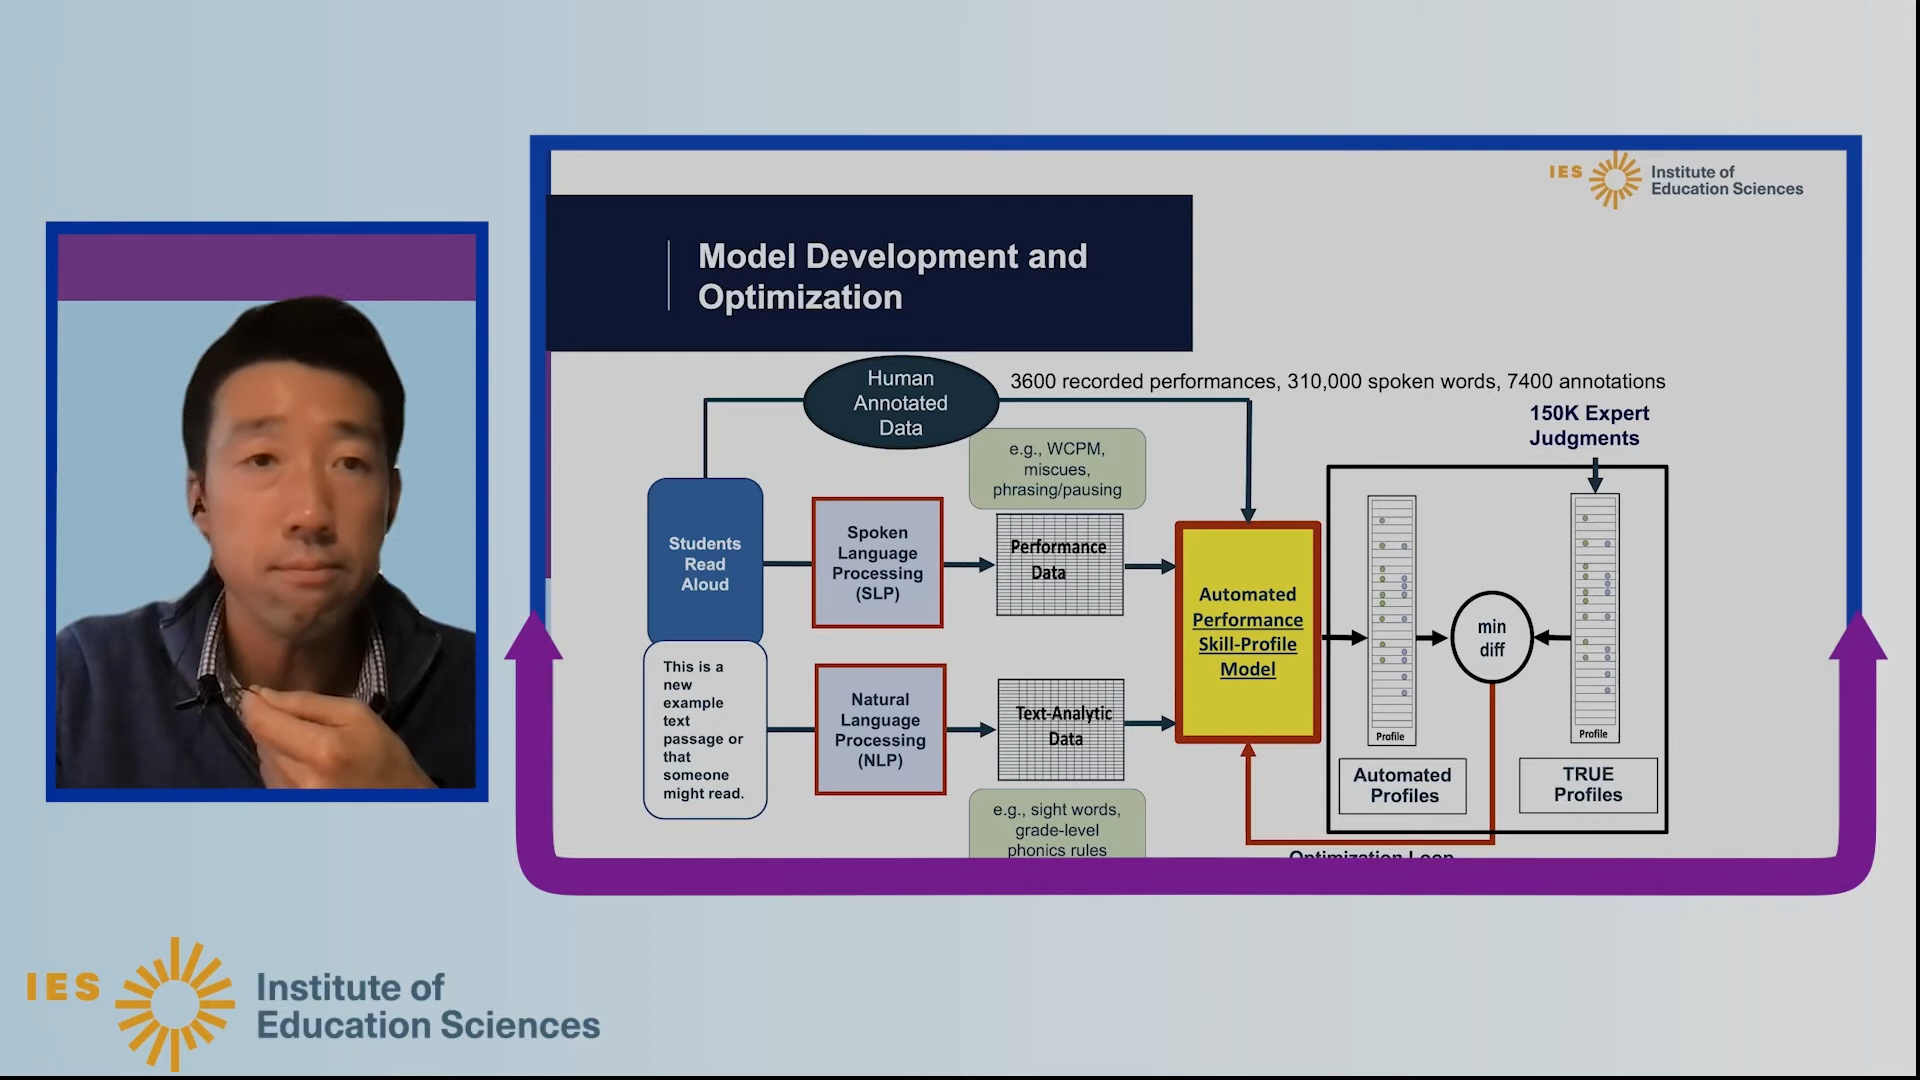 IES
Institute of
Education Sciences
Model Development and
Optimization
Human
Annotated
Data
3600 recorded performances, 310,000 spoken words, 7400 annotations
150K Expert
Judgments
e.g., WCPM,
miscues,
phrasing/pausing
Students
Read
Aloud
Spoken
Language
Processing
(SLP)
Performance
Data
Automated
Performance
Skill-Profile
Model
min
diff
This is a
new
example
text
passage or
that
someone
might read.
Natural
Language
Processing
(NLP)
Text-Analytic
Data
Profile
Profile
Automated
Profiles
TRUE
Profiles
e.g., sight words,
grade-level
phonics rules
Optimization Loop
IES
Institute of
Education Sciences